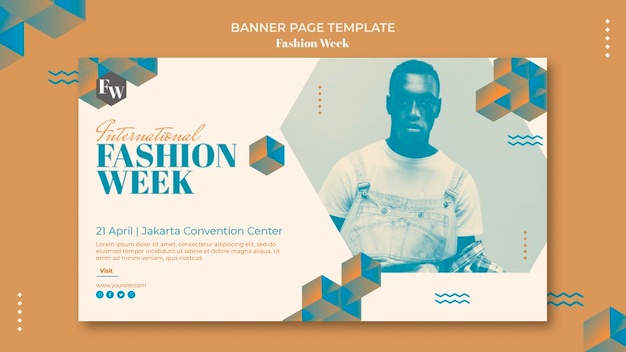 BANNER PAGE TEMPLATE
Fashion Week
FW
International
FASHION
WEEK
21 April | Jakarta Convention Center
Lorem ipsum dolor sit amet, consectetur adipiscing elit, sed do
eiusmod tempor incididunt ut labore et dolore magna aliqua. Ut
enim ad minim veniam, quis nostrud
Visit
www.yoursite.com